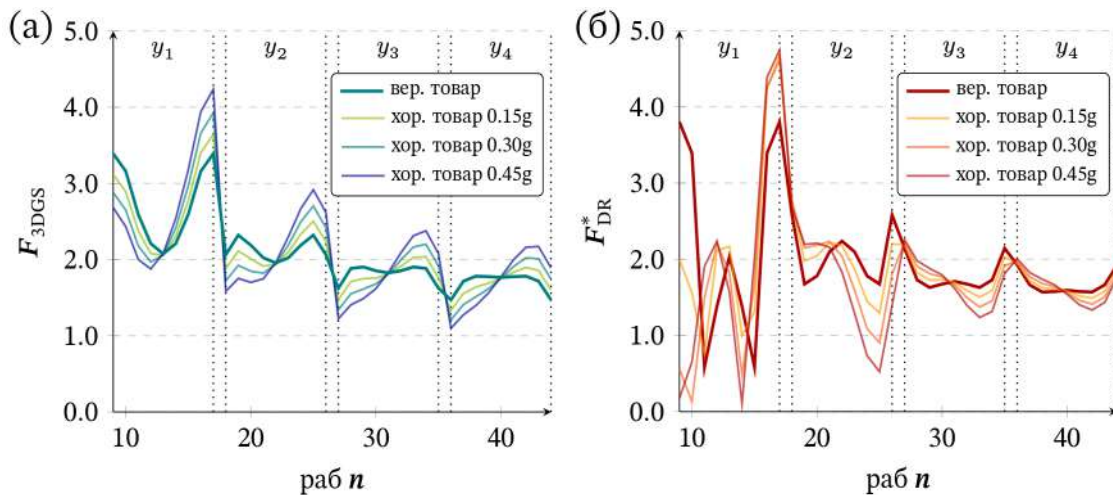 (а)
F3DGS
5.0
4.0
3.0
2.0
1.0
0.0
y1 y2 y3 y4
вер. товар
хор. товар 0.15g
хор. товар 0.30g
хор. товар 0.45g
10 20 30 40
раб n
(б)
F*DR
5.0
4.0
3.0
2.0
1.0
0.0
y1 y2 y3 y4
вер. товар
хор. товар 0.15g
хор. товар 0.30g
хор. товар 0.45g
10 20 30 40
раб n